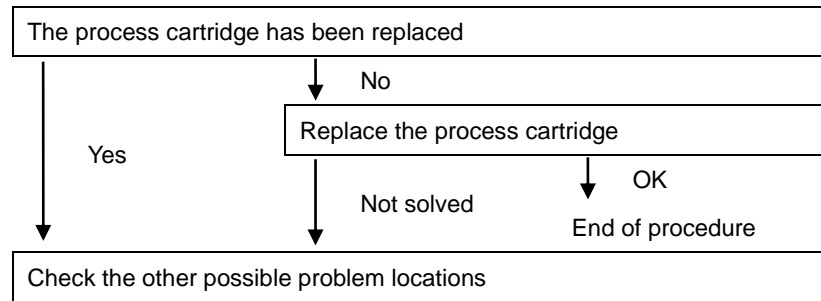 The process cartridge has been replaced
No
Replace the process cartridge
Yes
OK
Not solved
End of procedure
Check the other possible problem locations